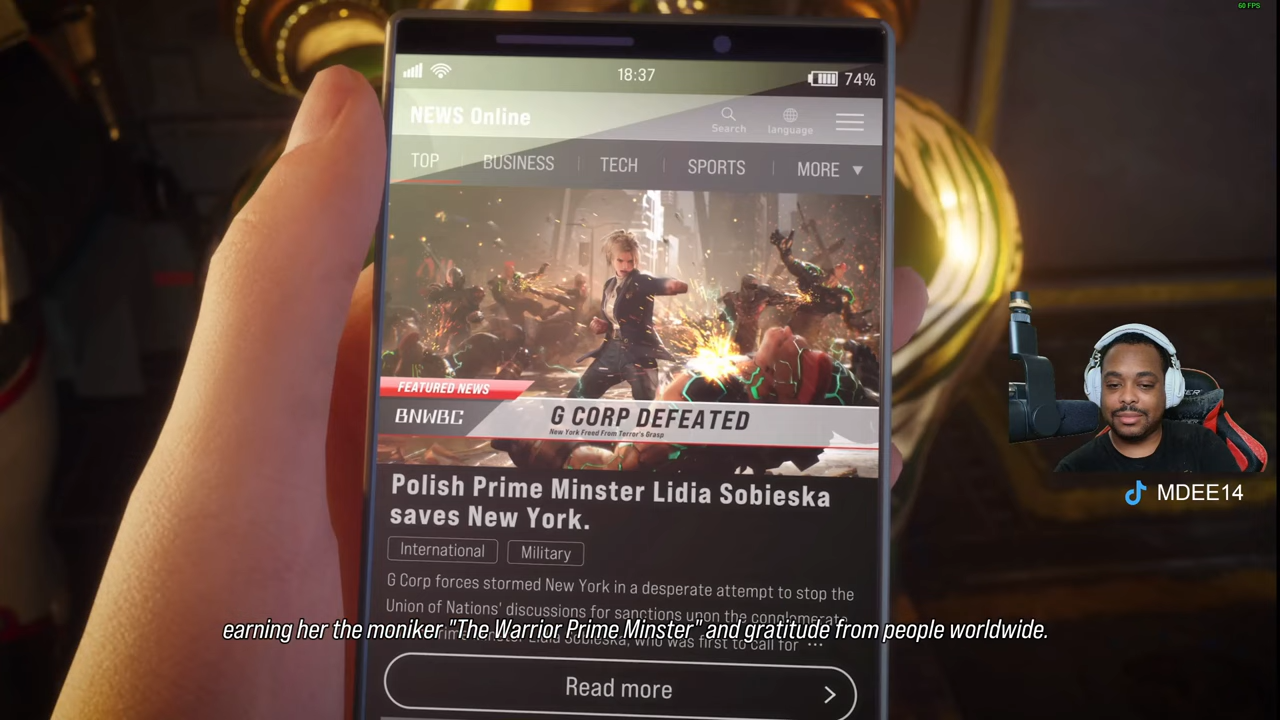 60 FPS
18:37
74%
NEWS Online
Search
language
TOP
BUSINESS
TECH
SPORTS
MORE
FEATURED NEWS
BNWBC
G CORP DEFEATED
New York Freed From Terror's Grasp
MDEE14
Polish Prime Minster Lidia Sobieska
saves New York.
International
Military
G Corp forces stormed New York in a desperate attempt to stop the
Union of Nations' discussions for sanctions upon the conglomerate.
Lidia Sobieska, who was first to call for ...
earning her the moniker "The Warrior Prime Minster" and gratitude from people worldwide.
Read more